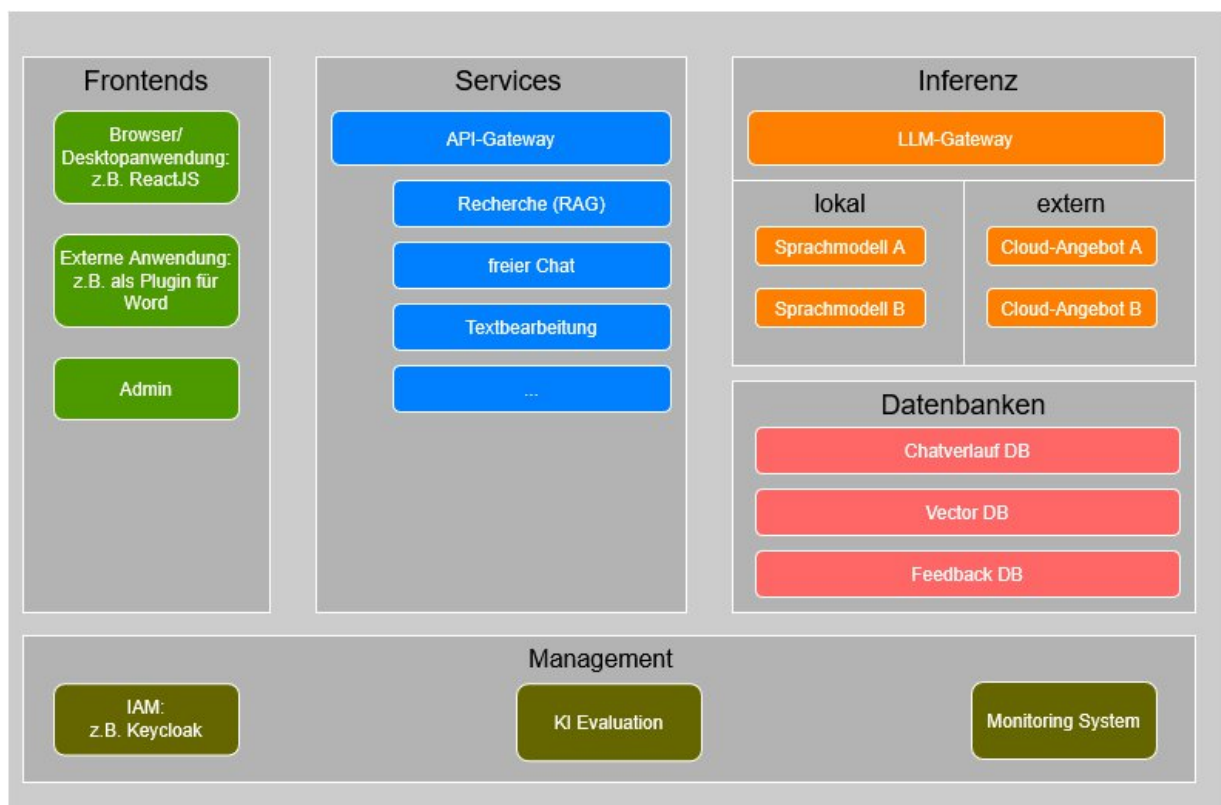 Frontends
Browser/
Desktopanwendung:
z.B. ReactJS
Externe Anwendung:
z.B. als Plugin für
Word
Admin
Services
API-Gateway
Recherche (RAG)
freier Chat
Textbearbeitung
...
Inferenz
LLM-Gateway
lokal
Sprachmodell A
Sprachmodell B
extern
Cloud-Angebot A
Cloud-Angebot B
Datenbanken
Chatverlauf DB
Vector DB
Feedback DB
Management
IAM:
z.B. Keycloak
KI Evaluation
Monitoring System